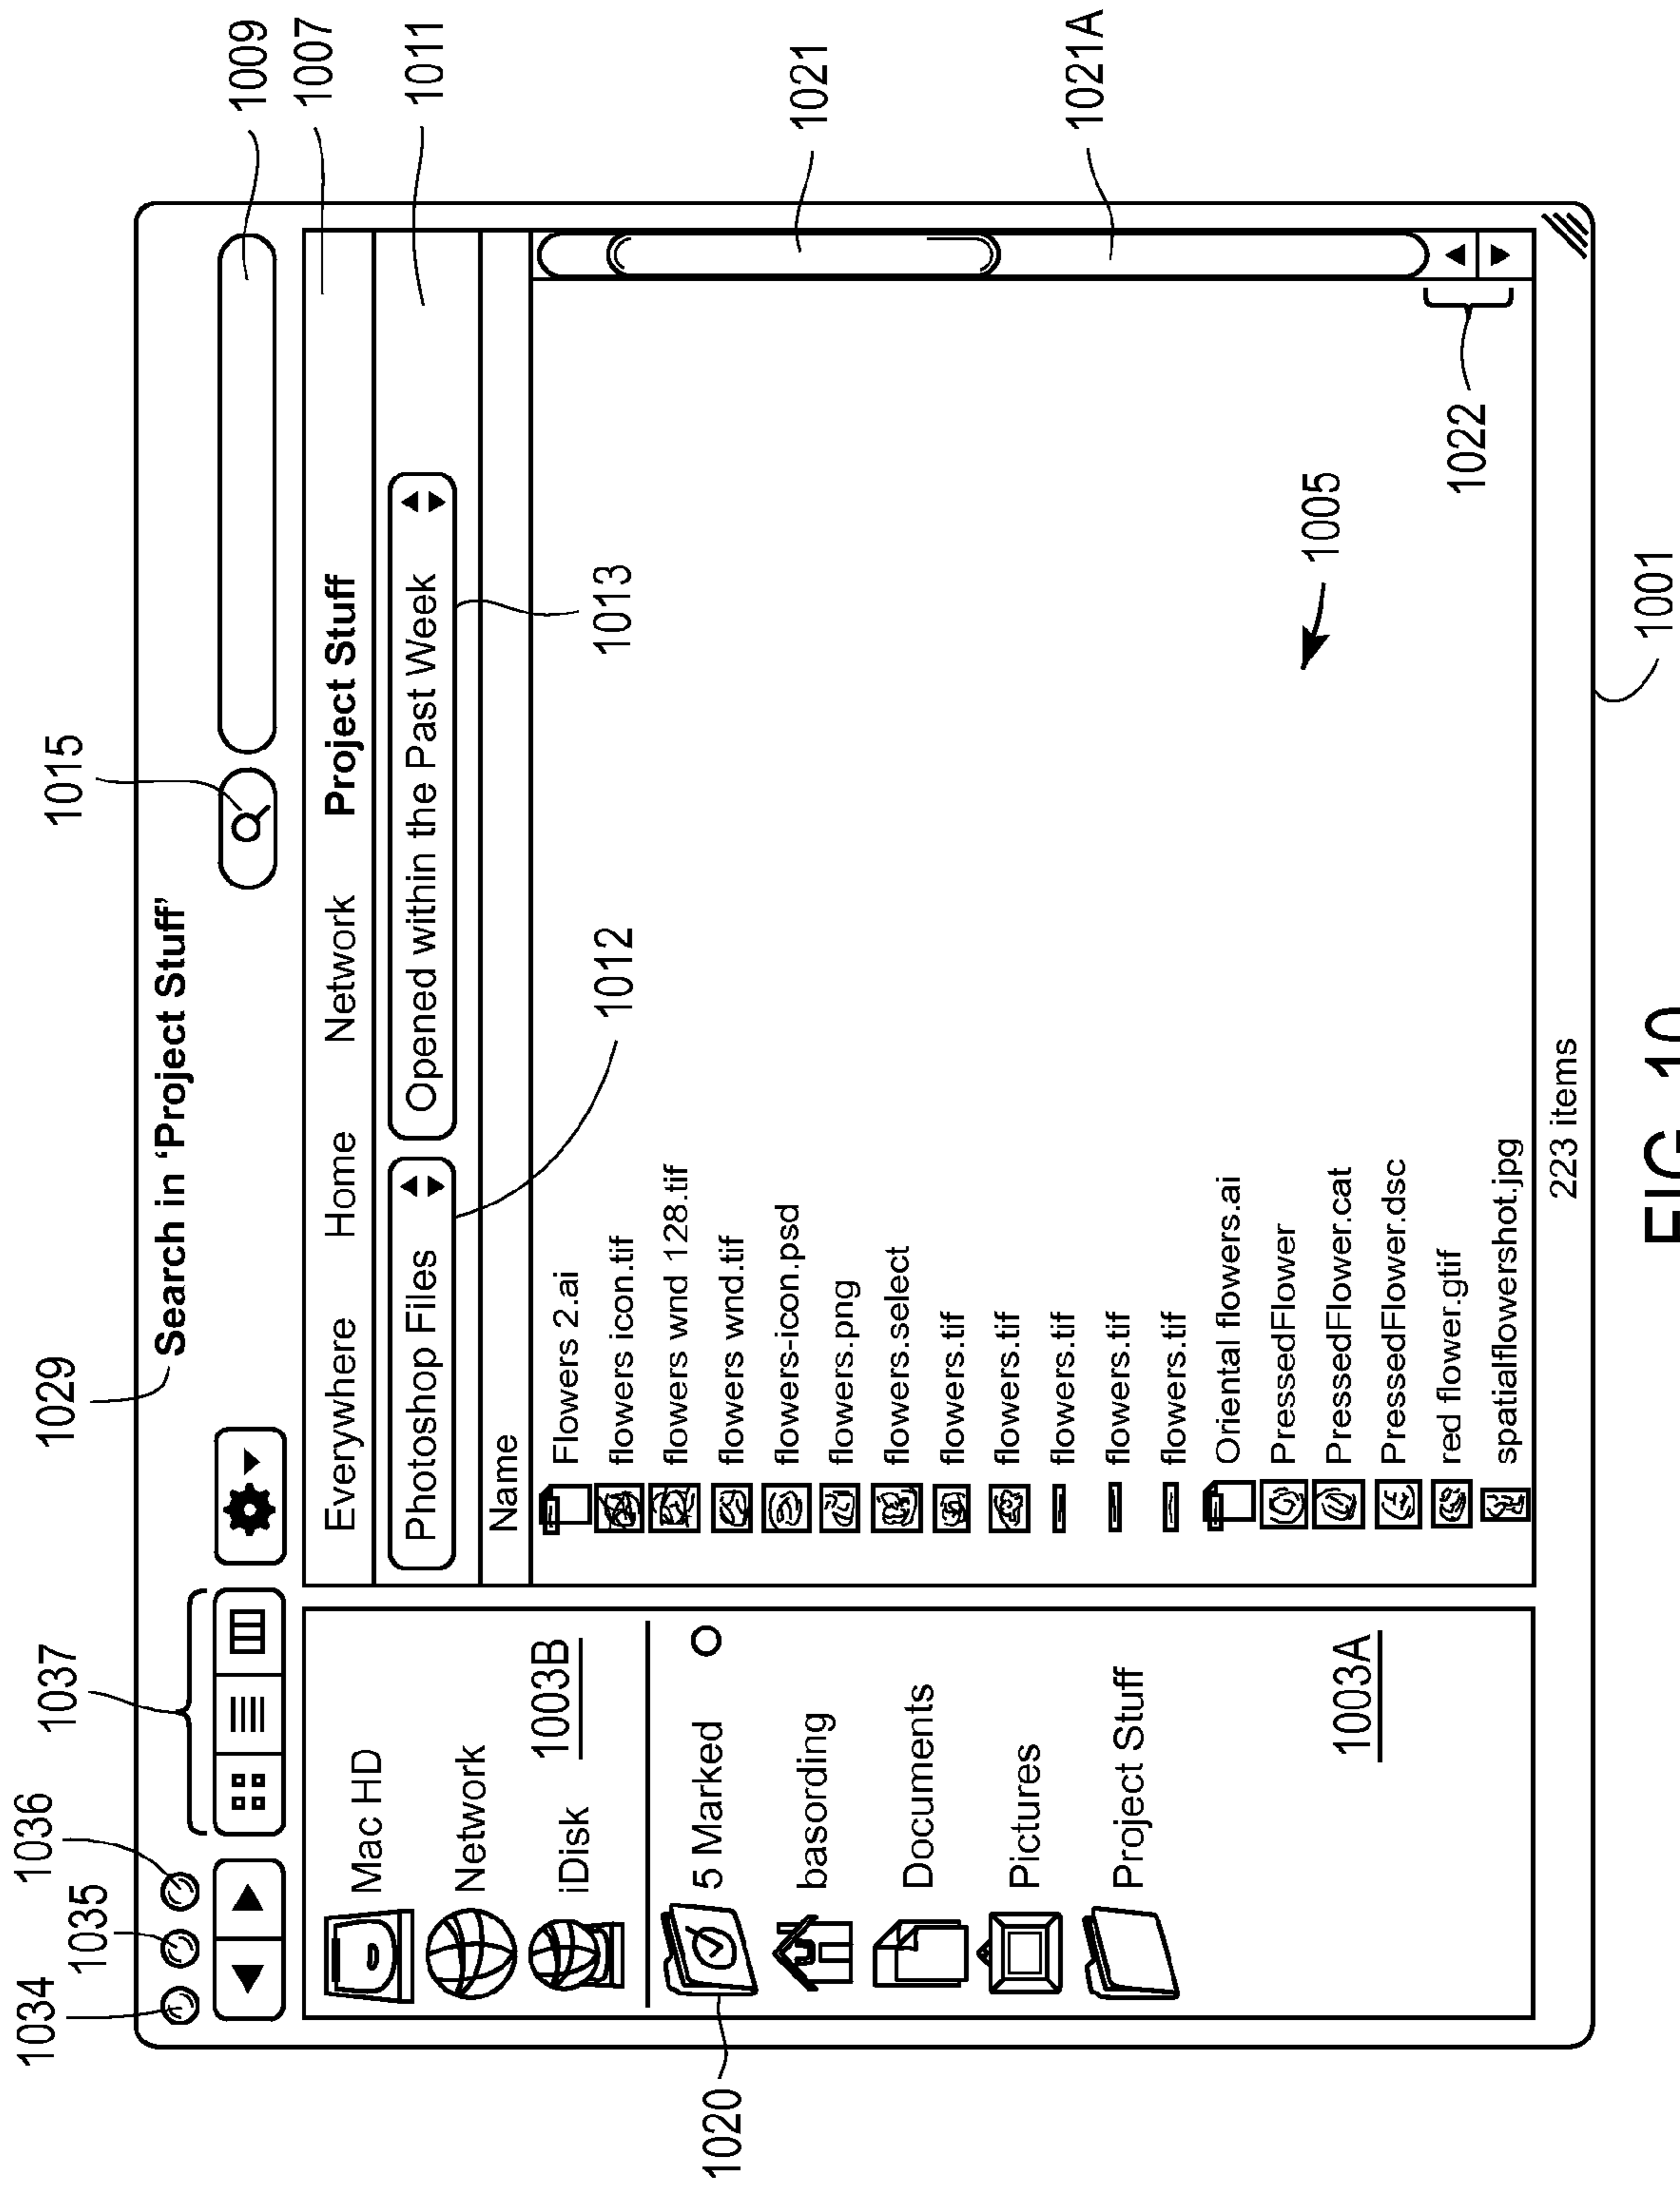 1034
1035
1036
1037
1029
1015
1009
1007
1011
Search in ‘Project Stuff’
Everywhere Home Network Project Stuff
Photoshop Files Opened within the Past Week
1012
1013
Name
Mac HD
Network
iDisk
1003B
1020
5 Marked
basording
Documents
Pictures
Project Stuff
1003A
Flowers 2.ai
flowers icon.tif
flowers wnd 128.tif
flowers wnd.tif
flowers-icon.psd
flowers.png
flowers.select
flowers.tif
flowers.tif
flowers.tif
flowers.tif
flowers.tif
Oriental flowers.ai
PressedFlower
PressedFlower.cat
PressedFlower.dsc
red flower.gtif
spatialflowershot.jpg
1021
1021A
1005
1022
223 items
1001
FIG. 10